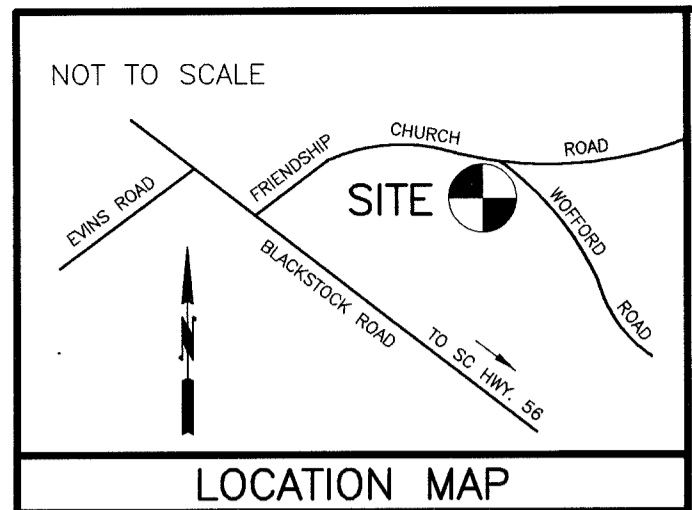 NOT TO SCALE
FRIENDSHIP CHURCH ROAD
SITE
EVINS ROAD
WOFFORD ROAD
BLACKSTOCK ROAD
TO SC HWY. 56
N
LOCATION MAP